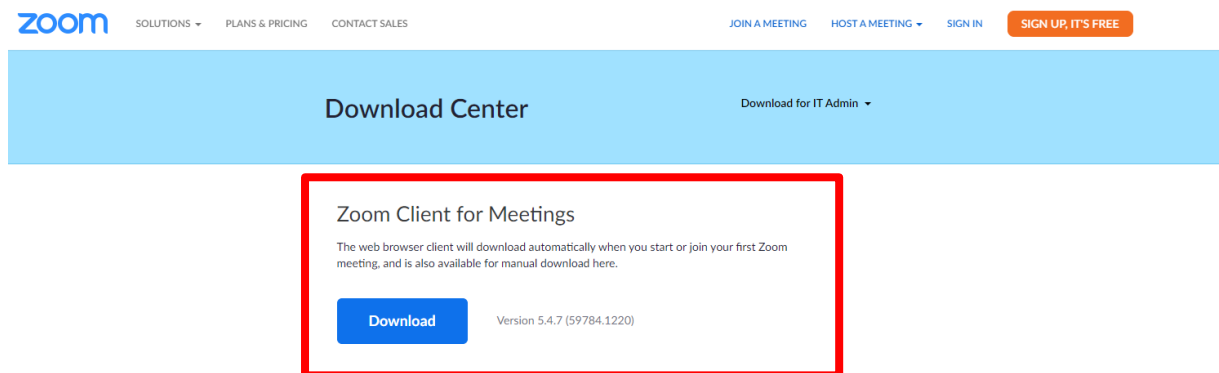 zoom SOLUTIONS PLANS & PRICING CONTACT SALES JOIN A MEETING HOST A MEETING SIGN IN SIGN UP, IT'S FREE
Download Center Download for IT Admin
Zoom Client for Meetings
The web browser client will download automatically when you start or join your first Zoom
meeting, and is also available for manual download here.
Download Version 5.4.7 (59784.1220)